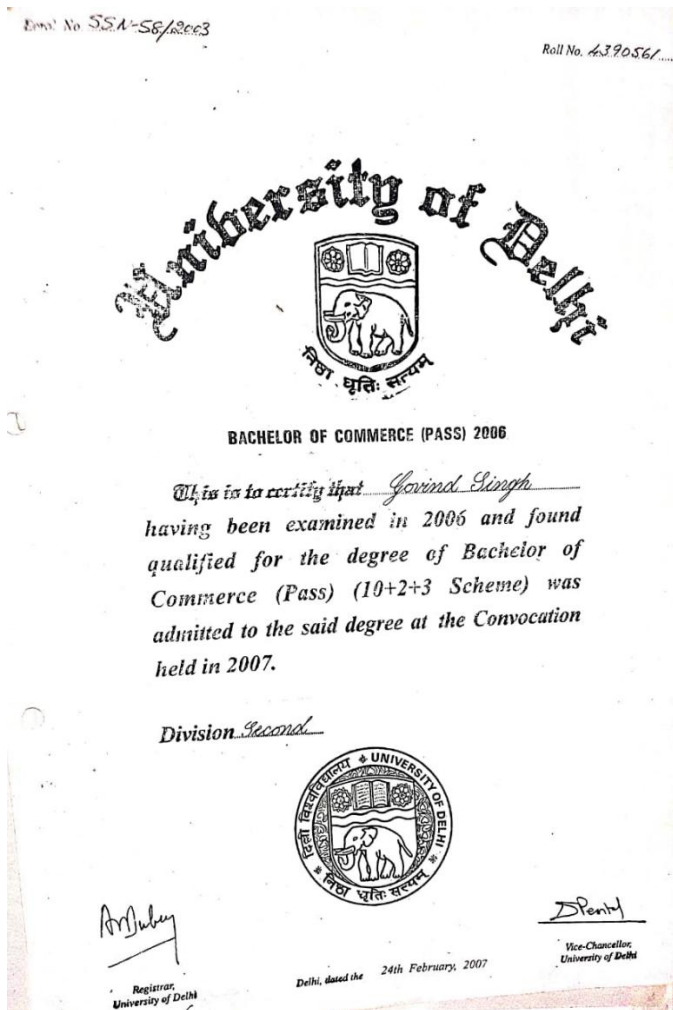 Enrol. No. SSN-58/2003
Roll No. 4390561
University of Delhi
निष्ठा धृतिः सत्यम्
BACHELOR OF COMMERCE (PASS) 2006
This is to certify that Govind Singh
having been examined in 2006 and found
qualified for the degree of Bachelor of
Commerce (Pass) (10+2+3 Scheme) was
admitted to the said degree at the Convocation
held in 2007.
Division Second
दिल्ली विश्वविद्यालय UNIVERSITY OF DELHI
निष्ठा धृतिः सत्यम्
DPental
Vice-Chancellor,
University of Delhi
Delhi, dated the 24th February, 2007
Registrar,
University of Delhi